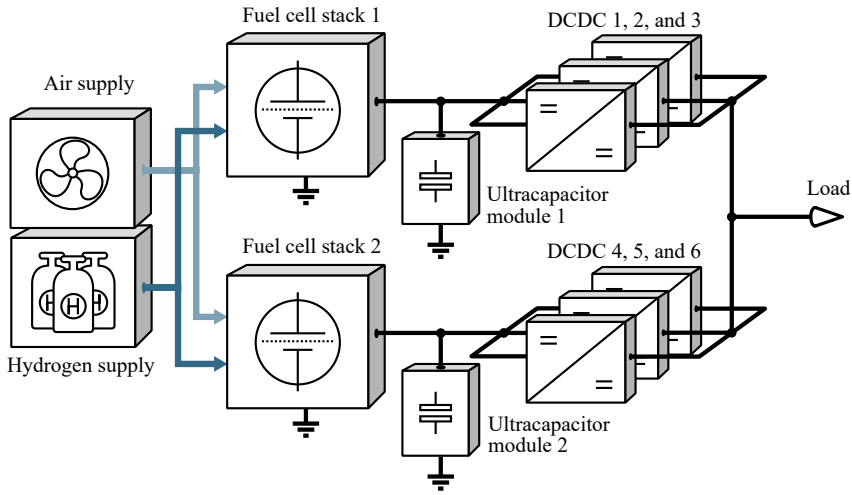 Fuel cell stack 1
DCDC 1, 2, and 3
Air supply
Ultracapacitor
module 1
Load
Fuel cell stack 2
DCDC 4, 5, and 6
H H H
Hydrogen supply
Ultracapacitor
module 2